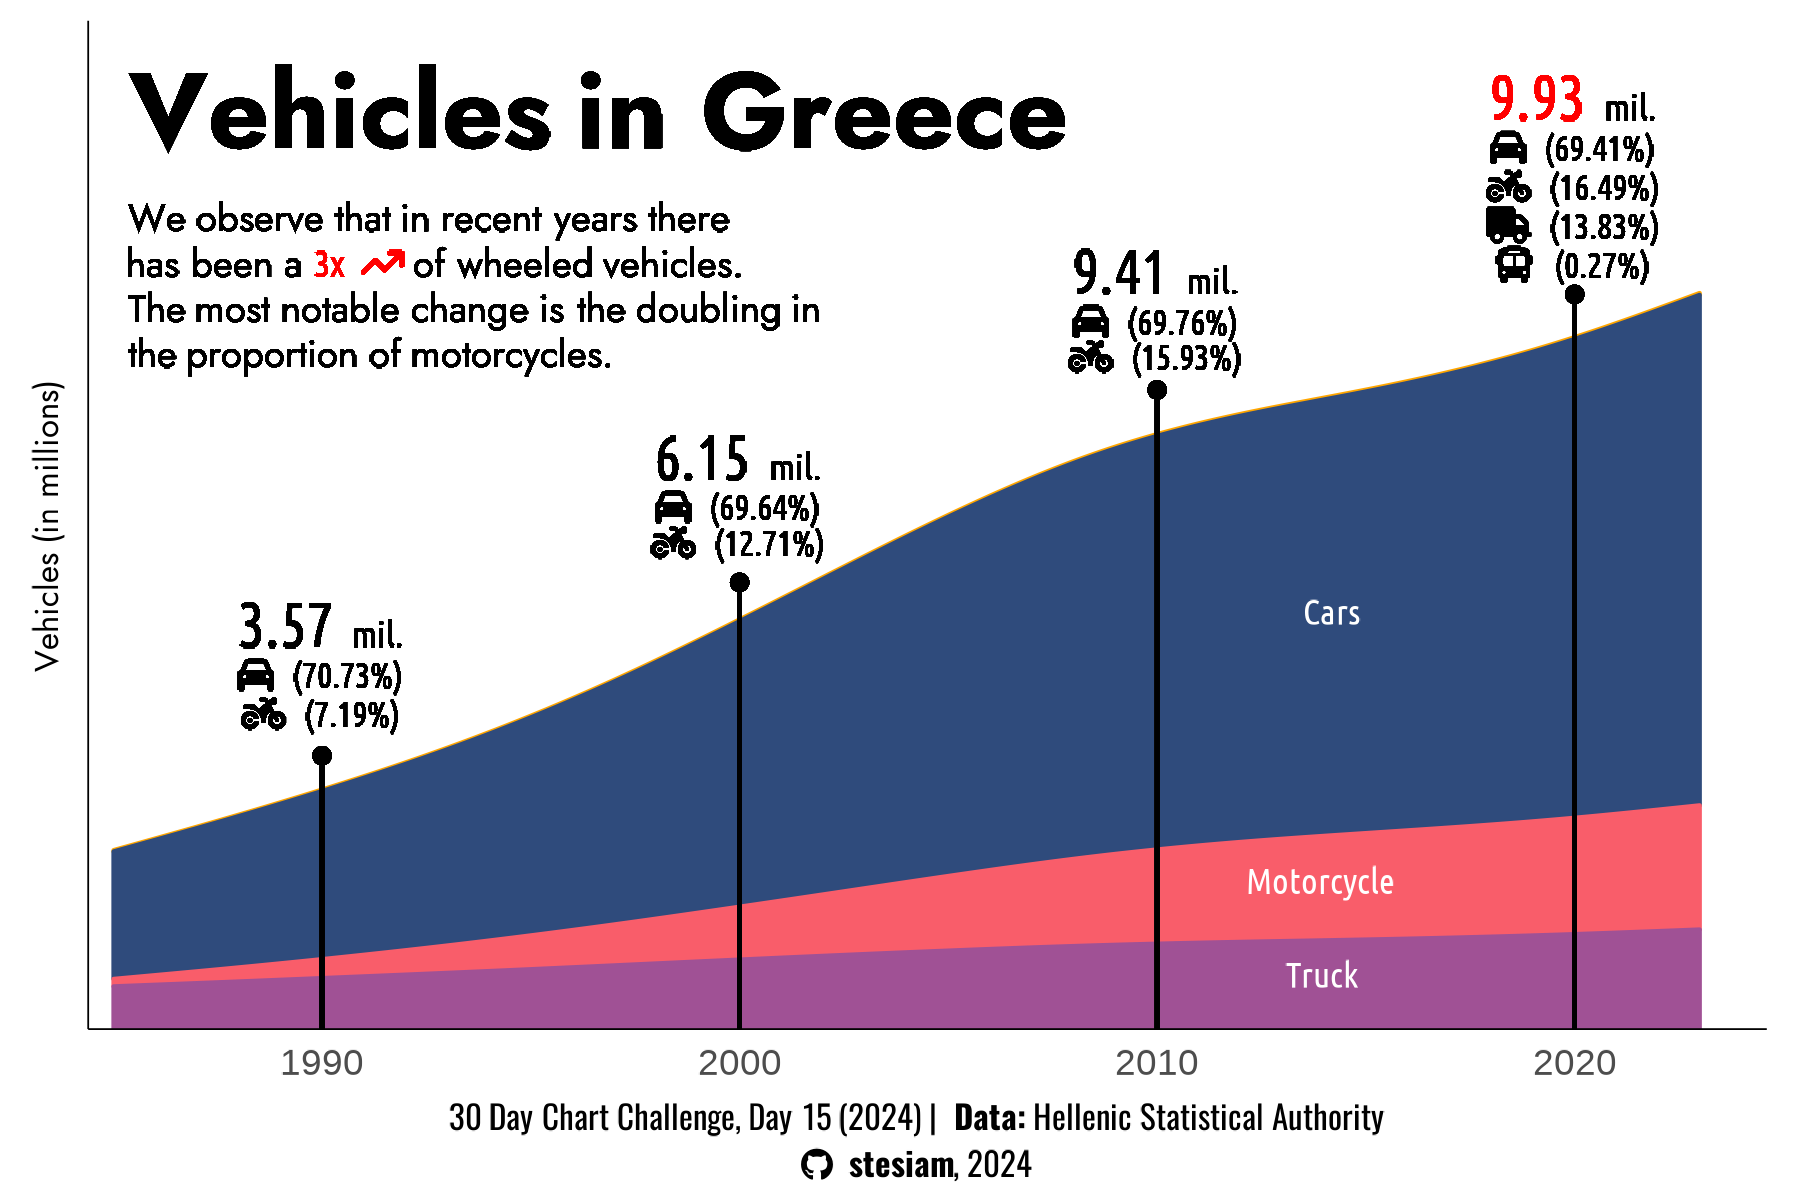 Vehicles in Greece
We observe that in recent years there
has been a 3x of wheeled vehicles.
The most notable change is the doubling in
the proportion of motorcycles.
9.93 mil.
(69.41%)
(16.49%)
(13.83%)
(0.27%)
9.41 mil.
(69.76%)
(15.93%)
6.15 mil.
(69.64%)
(12.71%)
3.57 mil.
(70.73%)
(7.19%)
Vehicles (in millions)
Cars
Motorcycle
Truck
1990 2000 2010 2020
30 Day Chart Challenge, Day 15 (2024) | Data: Hellenic Statistical Authority
stesiam, 2024